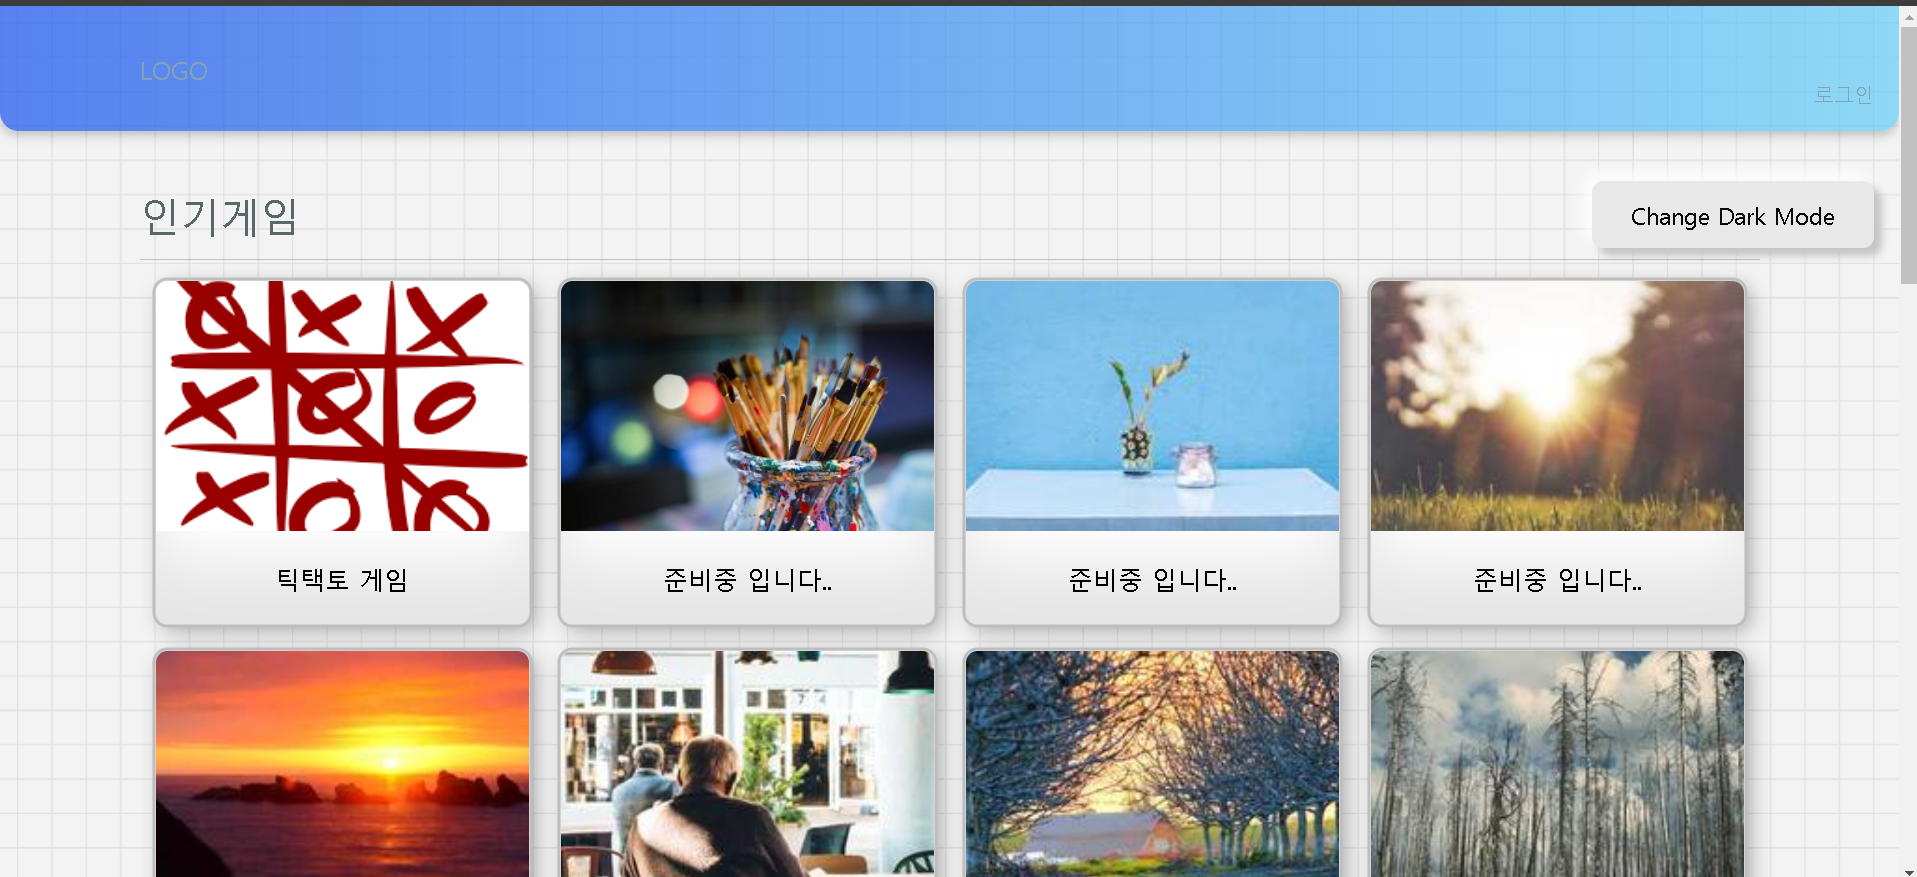 LOGO
로그인
인기게임
Change Dark Mode
틱택토 게임
준비중 입니다..
준비중 입니다..
준비중 입니다..